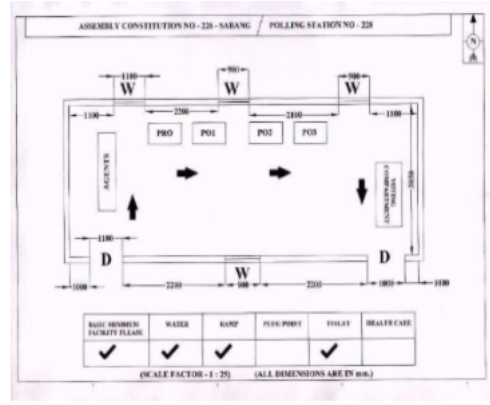 ASSEMBLY CONSTITUTION NO - 226 - SABANG / POLLING STATION NO - 228
N
1100
900
900
W
W
W
1100
2200
2100
1100
PRO
PO1
PO2
PO3
AGENTS
VOTING
COMPARTMENT
1100
D
D
W
1000
2200
900
2200
1000
1100
BASIC MINIMUM
FACILITY PLEASE
WATER
RAMP
PLUG POINT
TOILET
HEALTH CARE
(SCALE FACTOR - 1 : 25) (ALL DIMENSIONS ARE IN mm.)